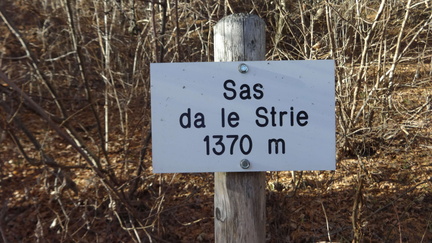 Sas
da le Strie
1370 m